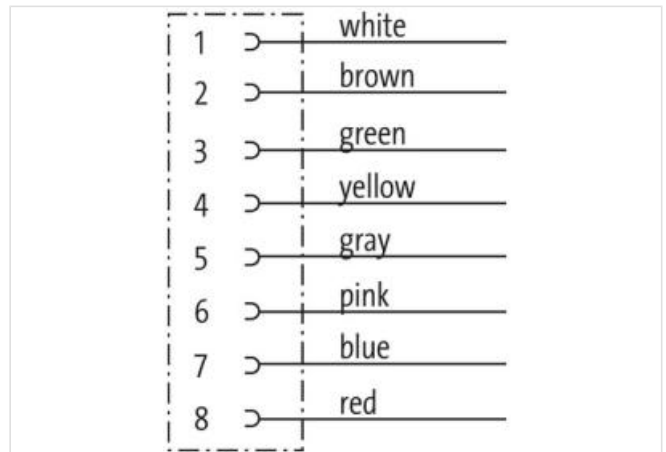 1 white
2 brown
3 green
4 yellow
5 gray
6 pink
7 blue
8 red